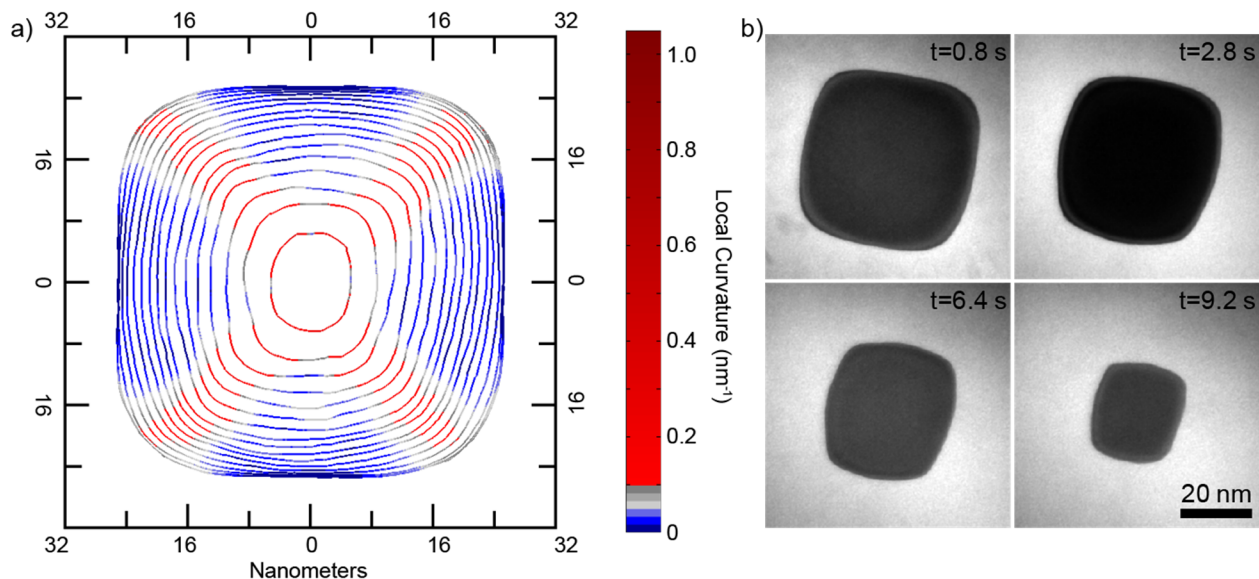 a)
32 16 0 16 32
16
0
16
16
0
16
32 16 0 16 32
Nanometers
1.0
0.8
0.6
0.4
0.2
0
Local Curvature (nm⁻¹)
b)
t=0.8 s
t=2.8 s
t=6.4 s
t=9.2 s
20 nm